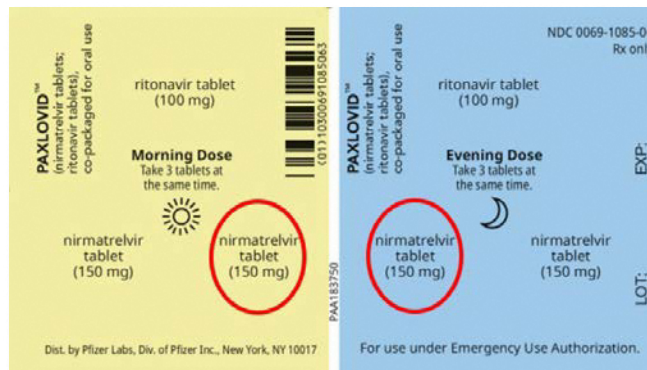 PAXLOVID™
(nirmatrelvir tablets;
ritonavir tablets),
co-packaged for oral use
ritonavir tablet
(100 mg)
(01)10300691085063
Morning Dose
Take 3 tablets at
the same time.
nirmatrelvir
tablet
(150 mg)
nirmatrelvir
tablet
(150 mg)
Dist. by Pfizer Labs, Div. of Pfizer Inc., New York, NY 10017
PAA183750
PAXLOVID™
(nirmatrelvir tablets;
ritonavir tablets),
co-packaged for oral use
NDC 0069-1085-0
Rx onl
ritonavir tablet
(100 mg)
Evening Dose
Take 3 tablets at
the same time.
nirmatrelvir
tablet
(150 mg)
nirmatrelvir
tablet
(150 mg)
EXP:
LOT:
For use under Emergency Use Authorization.